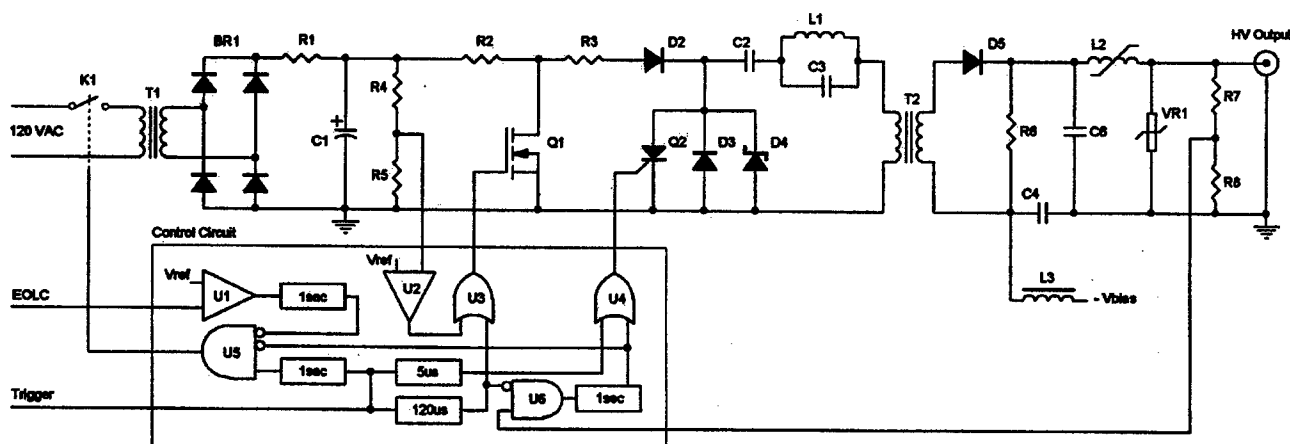 L1
BR1
R1
R2
R3
D2
C2
D5
L2
HV Output
K1
C3
T1
R4
T2
R7
VR1
120 VAC
C1
Q1
Q2
D3
D4
R6
C6
R5
R8
C4
Control Circuit
Vref
Vref
U2
U3
U4
L3
EOLC
U1
1sec
- Vbias
U5
1sec
5us
Trigger
120us
U6
1sec